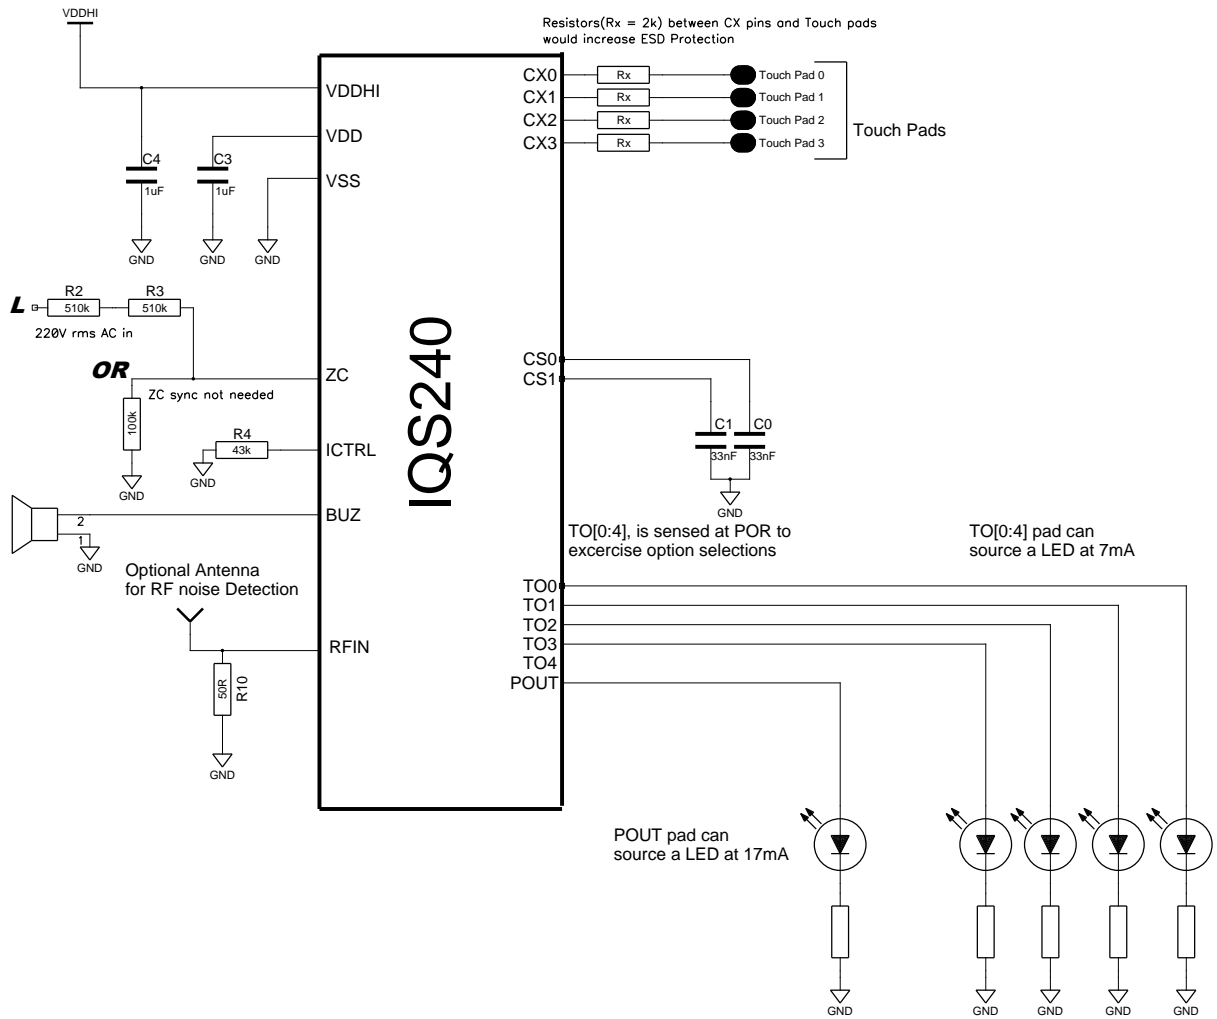 VDDHI
Resistors(Rx = 2k) between CX pins and Touch pads
would increase ESD Protection
CX0 Rx Touch Pad 0
CX1 Rx Touch Pad 1
CX2 Rx Touch Pad 2
CX3 Rx Touch Pad 3
Touch Pads
VDDHI
VDD
VSS
C4
1uF
C3
1uF
GND
GND
GND
L
R2
510k
R3
510k
220V rms AC in
OR
ZC
ZC sync not needed
100k
GND
R4
43k
ICTRL
GND
IQS240
CS0
CS1
C1
33nF
C0
33nF
GND
BUZ
2
1
GND
TO[0:4], is sensed at POR to
excercise option selections
TO[0:4] pad can
source a LED at 7mA
Optional Antenna
for RF noise Detection
RFIN
50R
R10
GND
TO0
TO1
TO2
TO3
TO4
POUT
POUT pad can
source a LED at 17mA
GND
GND
GND
GND
GND